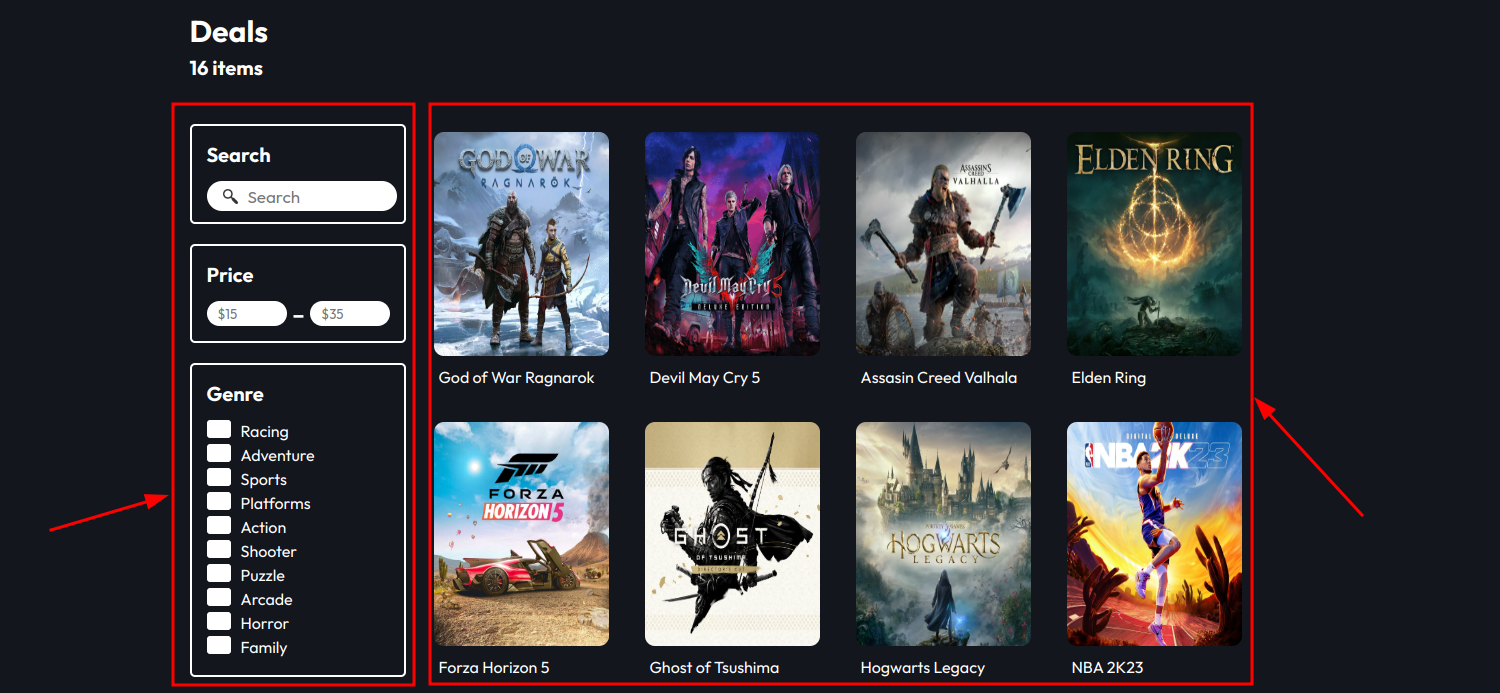 Deals
16 items
Search
Search
Price
$15
–
$35
Genre
Racing
Adventure
Sports
Platforms
Action
Shooter
Puzzle
Arcade
Horror
Family
GOD OF WAR
RAGNARÖK
God of War Ragnarok
Devil May Cry 5
DELUXE EDITION
Devil May Cry 5
ASSASSIN'S
CREED
VALHALLA
Assasin Creed Valhala
ELDEN RING
Elden Ring
FORZA
HORIZON 5
Forza Horizon 5
GHOST
OF TSUSHIMA
DIRECTOR'S CUT
Ghost of Tsushima
HOGWARTS
LEGACY
Hogwarts Legacy
DIGITAL DELUXE
NBA 2K23
NBA 2K23